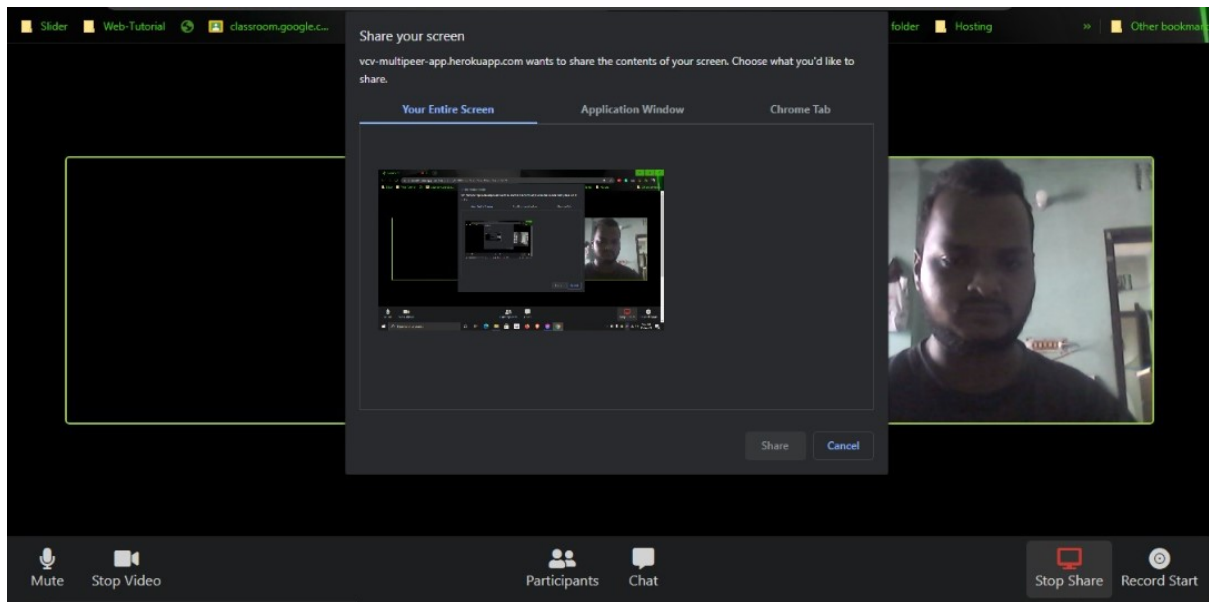 Slider Web-Tutorial classroom.google.c... folder Hosting » Other bookmar
Share your screen
vcv-multipeer-app.herokuapp.com wants to share the contents of your screen. Choose what you'd like to
share.
Your Entire Screen Application Window Chrome Tab
Share Cancel
Mute Stop Video Participants Chat Stop Share Record Start